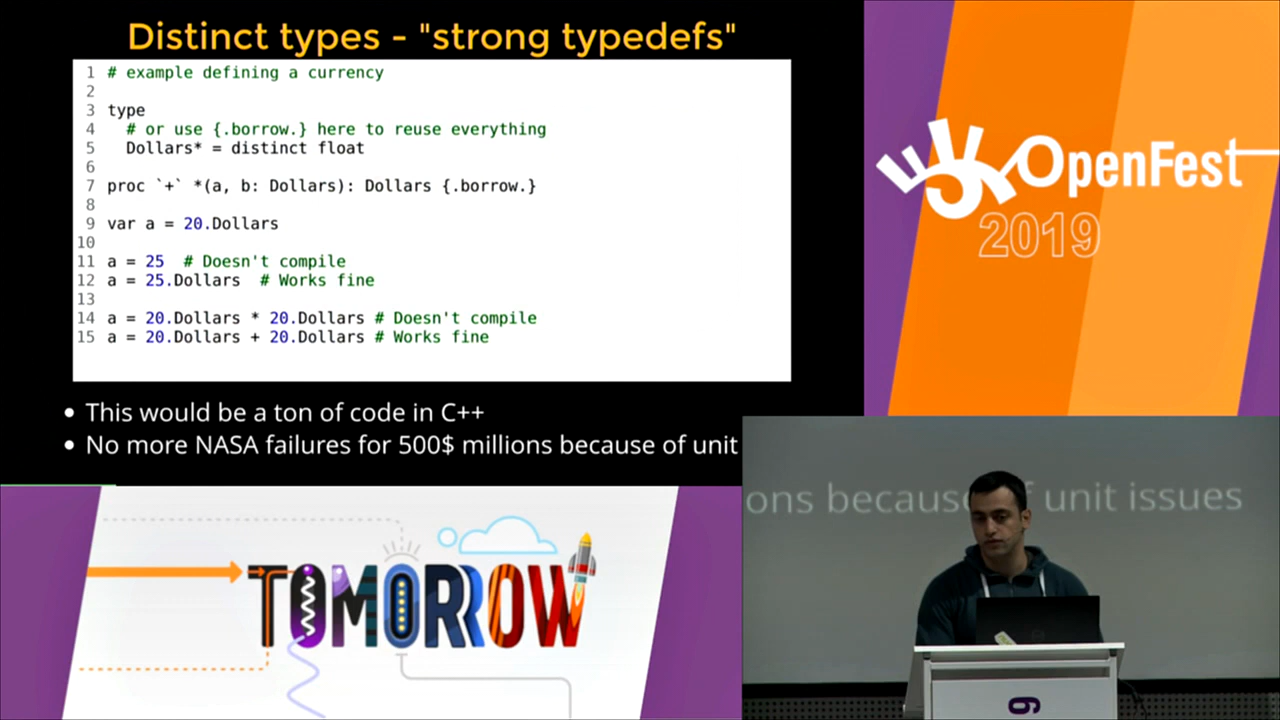 Distinct types - "strong typedefs"
1 # example defining a currency
2
3 type
4 # or use {.borrow.} here to reuse everything
5 Dollars* = distinct float
6
7 proc `+` *(a, b: Dollars): Dollars {.borrow.}
8
9 var a = 20.Dollars
10
11 a = 25 # Doesn't compile
12 a = 25.Dollars # Works fine
13
14 a = 20.Dollars * 20.Dollars # Doesn't compile
15 a = 20.Dollars + 20.Dollars # Works fine
• This would be a ton of code in C++
• No more NASA failures for 500$ millions because of unit
OpenFest
2019
ons because of unit issues
TOMORROW